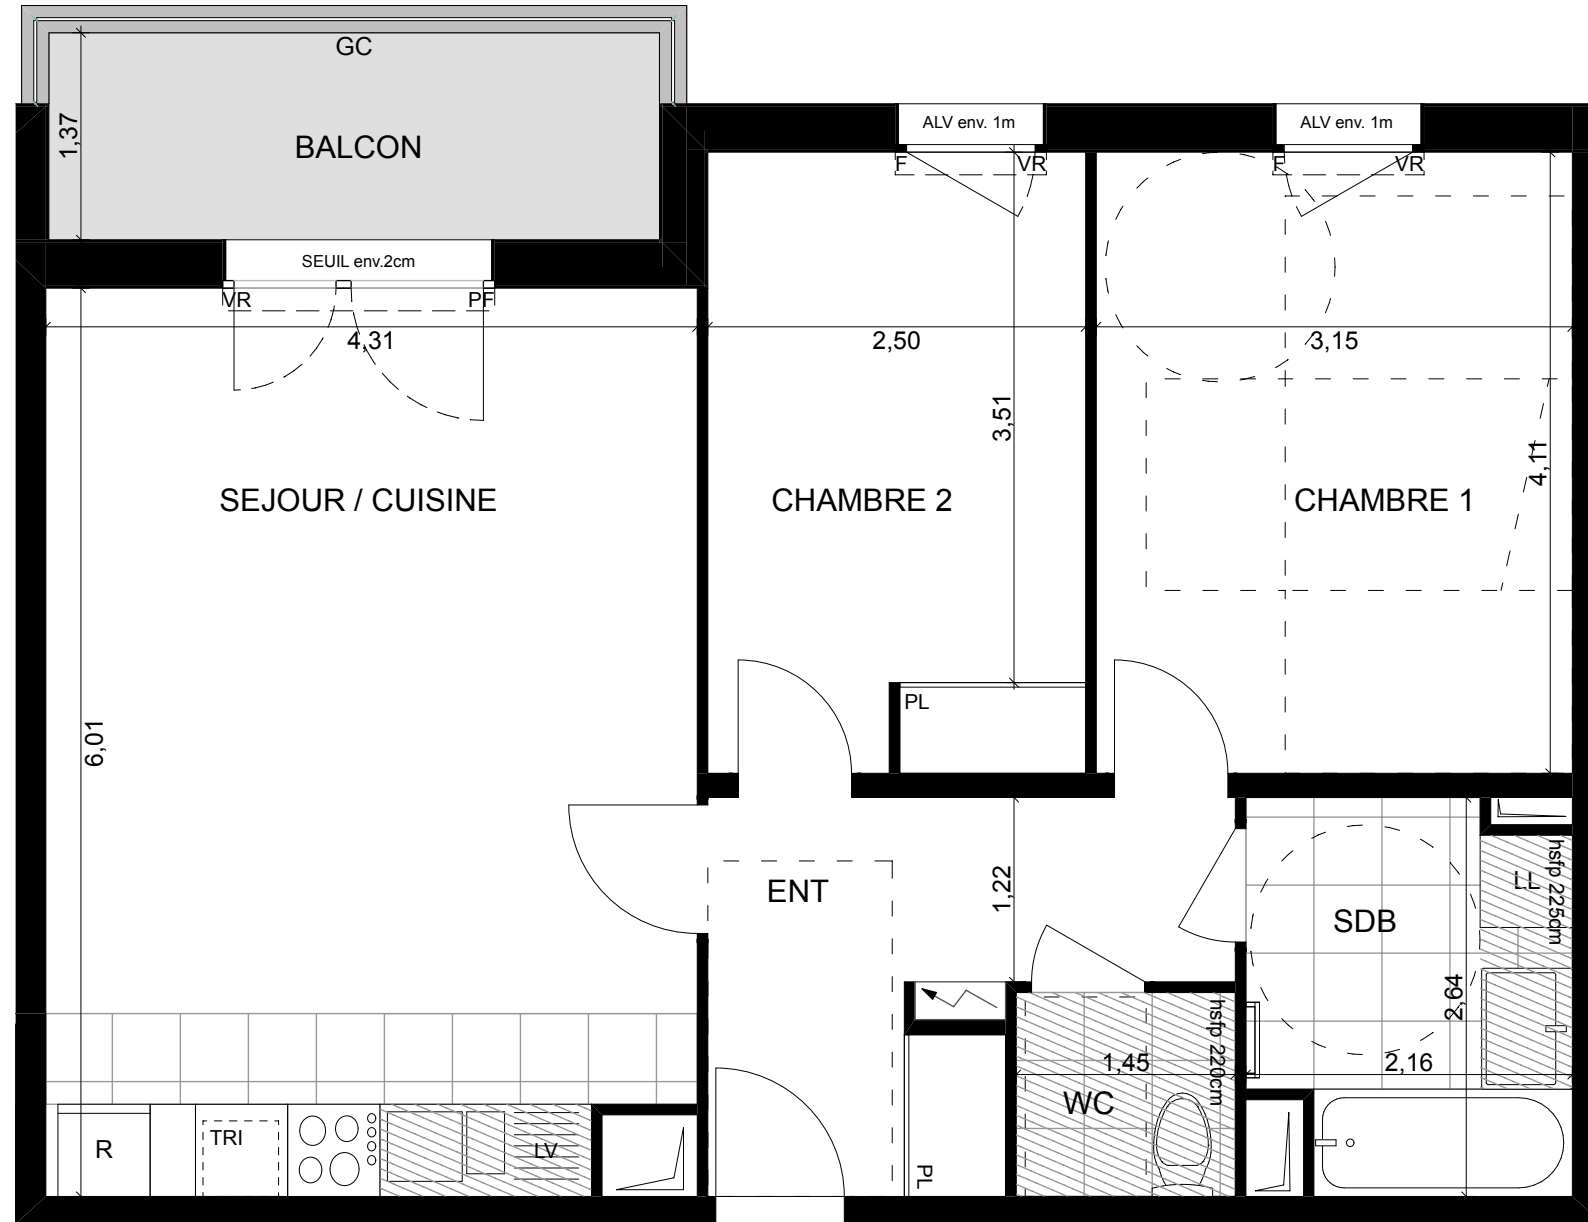 GC
1,37
BALCON
ALV env. 1m
ALV env. 1m
F
VR
F
VR
SEUIL env.2cm
VR
PF
4,31
2,50
3,15
3,51
4,11
SEJOUR / CUISINE
CHAMBRE 2
CHAMBRE 1
PL
6,01
ENT
1,22
SDB
LL
hsfp 225cm
2,64
hsfp 220cm
1,45
2,16
WC
R
TRI
LV
PL